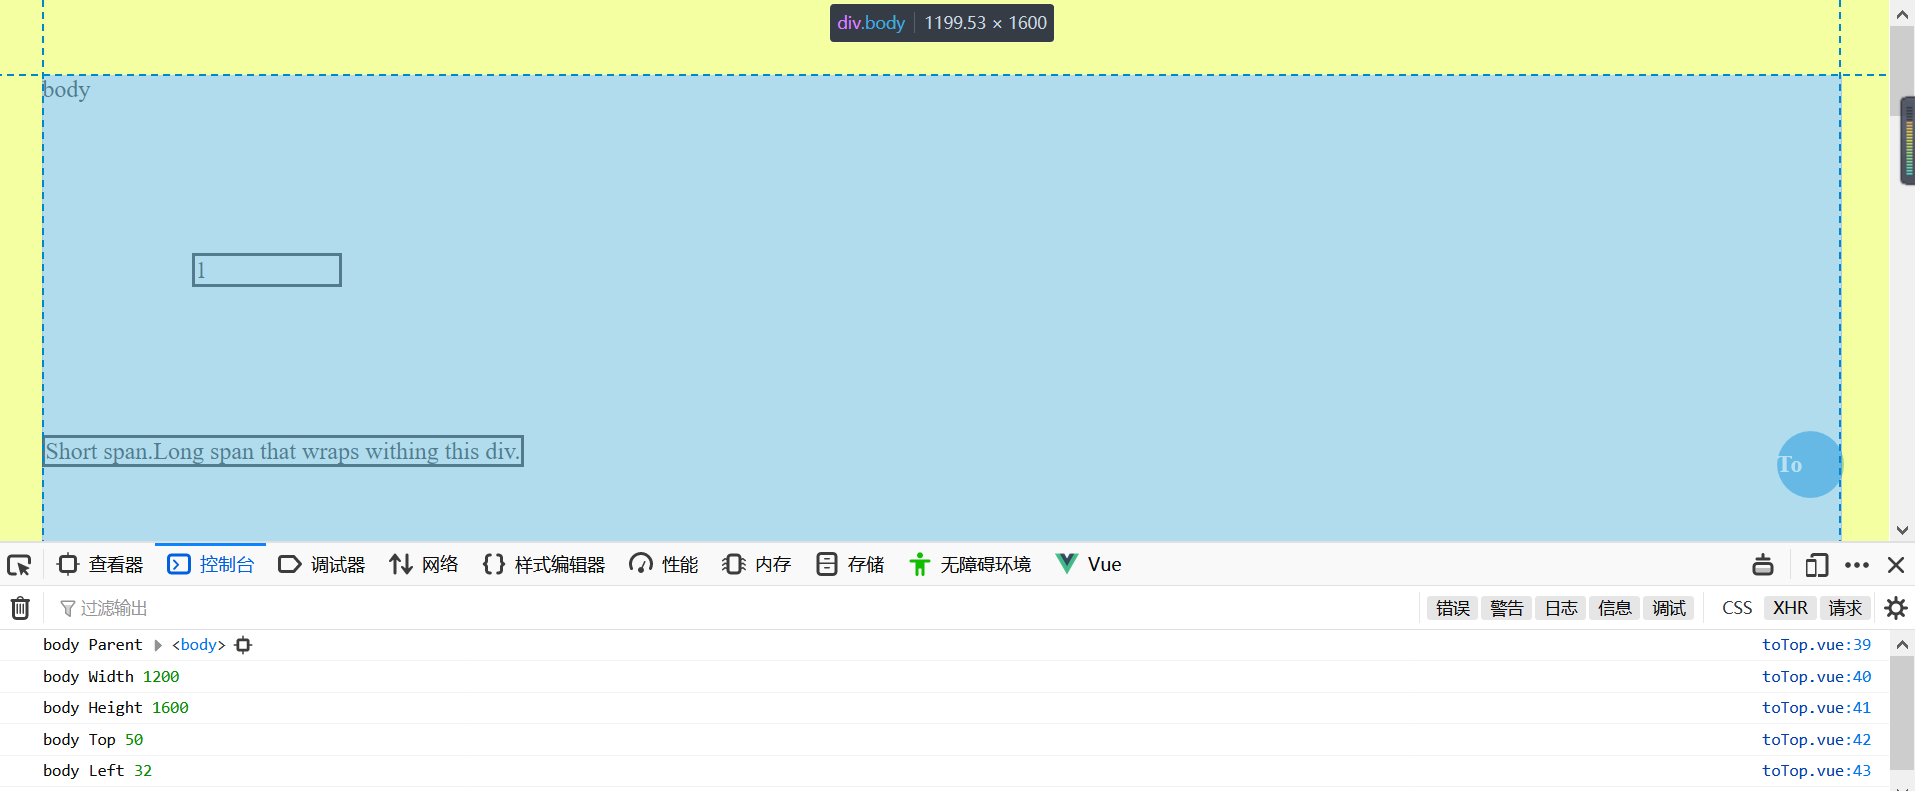 div.body 1199.53 × 1600
body
1
Short span.Long span that wraps withing this div.
To
查看器 控制台 调试器 网络 样式编辑器 性能 内存 存储 无障碍环境 Vue
过滤输出 错误 警告 日志 信息 调试 CSS XHR 请求
body Parent <body> toTop.vue:39
body Width 1200 toTop.vue:40
body Height 1600 toTop.vue:41
body Top 50 toTop.vue:42
body Left 32 toTop.vue:43